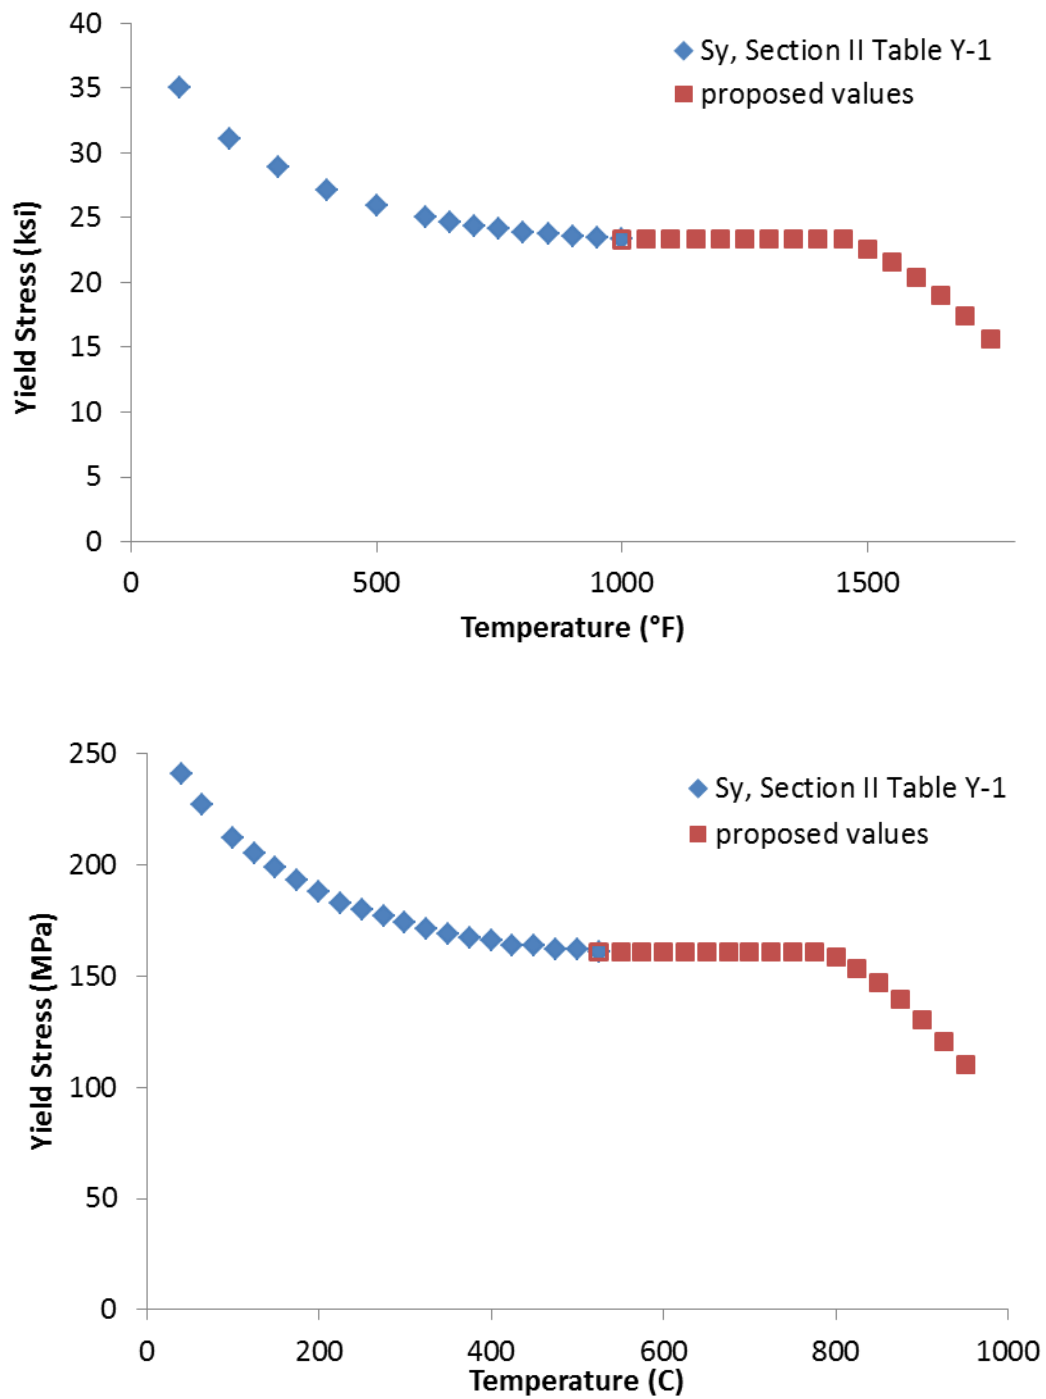 40
35
30
25
20
15
10
5
0
Yield Stress (ksi)
Sy, Section II Table Y-1
proposed values
0 500 1000 1500
Temperature (°F)
250
200
150
100
50
0
Yield Stress (MPa)
Sy, Section II Table Y-1
proposed values
0 200 400 600 800 1000
Temperature (C)